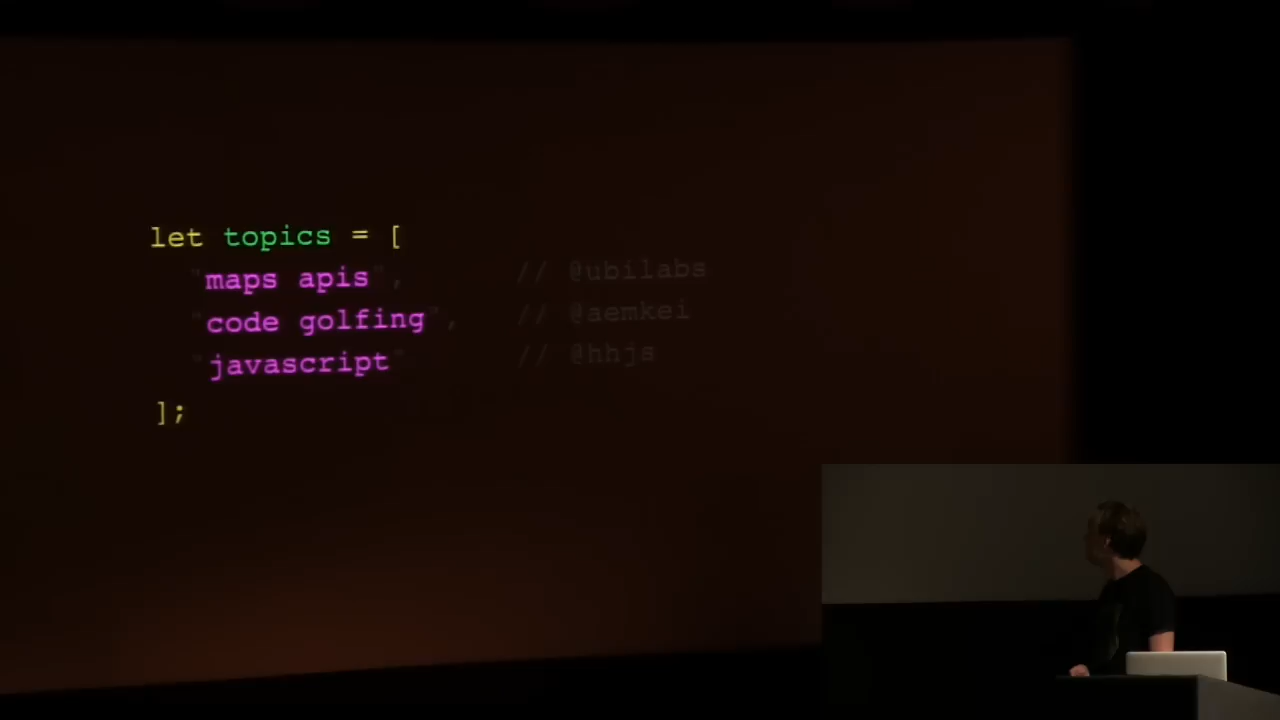 let topics = [
"maps apis", // @ubilabs
"code golfing", // @aemkei
"javascript" // @hhjs
];